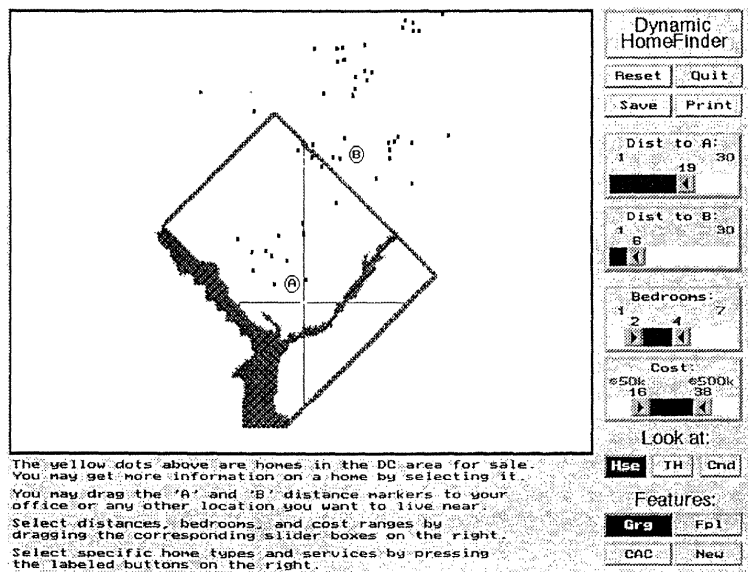 Dynamic
HomeFinder
Reset Quit
Save Print
Dist to A:
1 30
19
Dist to B:
1 30
6
Bedrooms:
1 7
2 4
Cost:
©50k ©500k
16 38
Look at:
Hse TH Cnd
Features:
Grg Fpl
CAC New
A
B
The yellow dots above are homes in the DC area for sale.
You may get more information on a home by selecting it.
You may drag the 'A' and 'B' distance markers to your
office or any other location you want to live near.
Select distances, bedrooms, and cost ranges by
dragging the corresponding slider boxes on the right.
Select specific home types and services by pressing
the labeled buttons on the right.